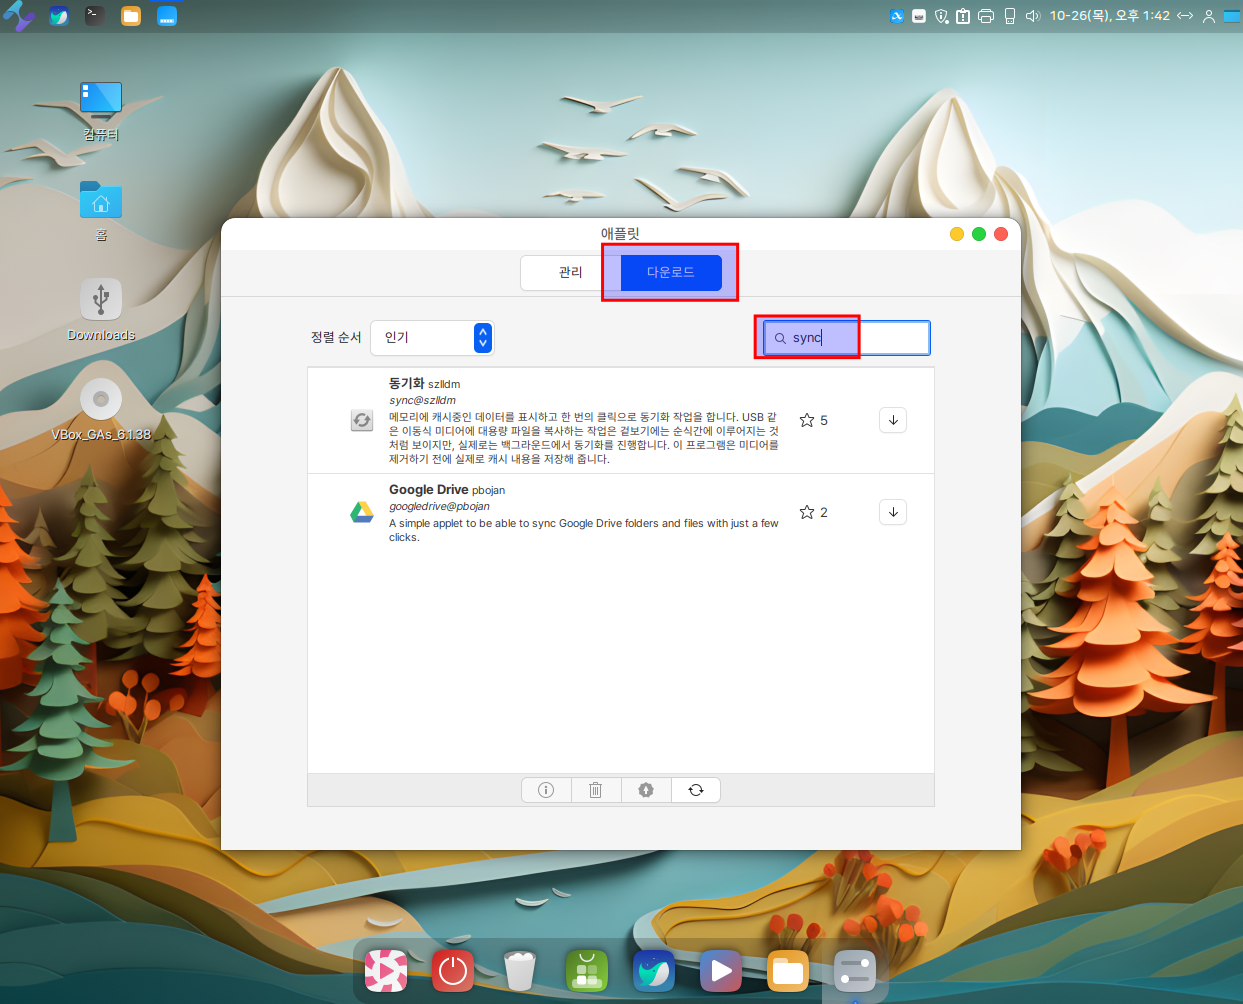 10-26(목), 오후 1:42
컴퓨터
홈
Downloads
VBox_GAs_6.1.38
애플릿
관리
다운로드
정렬 순서
인기
sync
동기화 szlldm
sync@szlldm
메모리에 캐시중인 데이터를 표시하고 한 번의 클릭으로 동기화 작업을 합니다. USB 같
은 이동식 미디어에 대용량 파일을 복사하는 작업은 겉보기에는 순식간에 이루어지는 것
처럼 보이지만, 실제로는 백그라운드에서 동기화를 진행합니다. 이 프로그램은 미디어를
제거하기 전에 실제로 캐시 내용을 저장해 줍니다.
5
Google Drive pbojan
googledrive@pbojan
A simple applet to be able to sync Google Drive folders and files with just a few
clicks.
2